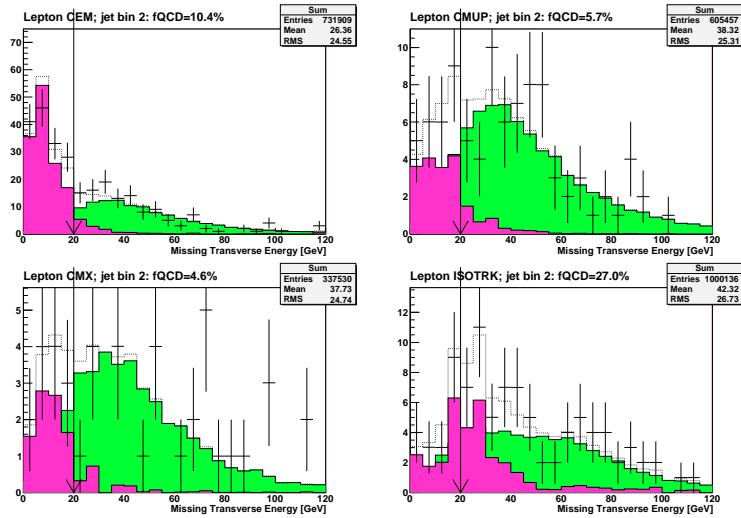 Lepton CEM; jet bin 2: fQCD=10.4%
Sum
Entries 731909
Mean 26.36
RMS 24.55
70
60
50
40
30
20
10
0
0 20 40 60 80 100 120
Missing Transverse Energy [GeV]
Lepton CMUP; jet bin 2: fQCD=5.7%
Sum
Entries 605457
Mean 38.32
RMS 25.31
10
8
6
4
2
0
0 20 40 60 80 100 120
Missing Transverse Energy [GeV]
Lepton CMX; jet bin 2: fQCD=4.6%
Sum
Entries 337530
Mean 37.73
RMS 24.74
5
4
3
2
1
0
0 20 40 60 80 100 120
Missing Transverse Energy [GeV]
Lepton ISOTRK; jet bin 2: fQCD=27.0%
Sum
Entries 1000136
Mean 42.32
RMS 26.73
12
10
8
6
4
2
0
0 20 40 60 80 100 120
Missing Transverse Energy [GeV]